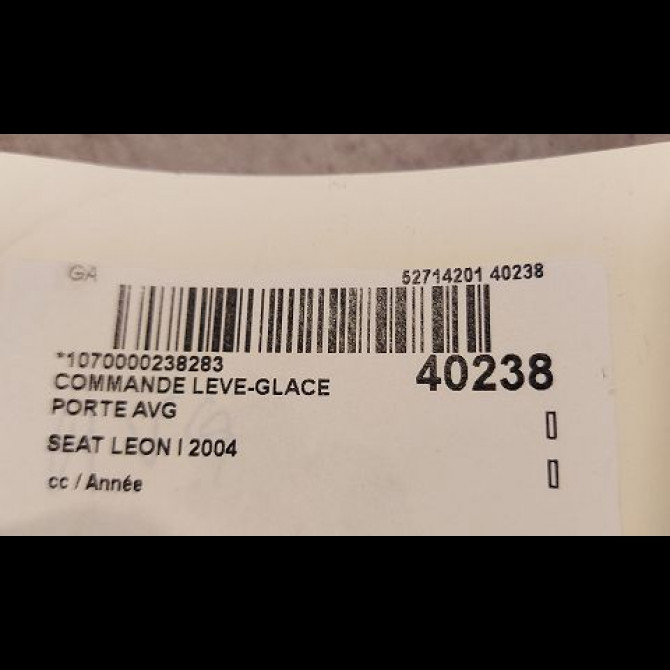 GA
52714201 40238
*1070000238283
40238
COMMANDE LEVE-GLACE
PORTE AVG
SEAT LEON I 2004
cc / Année